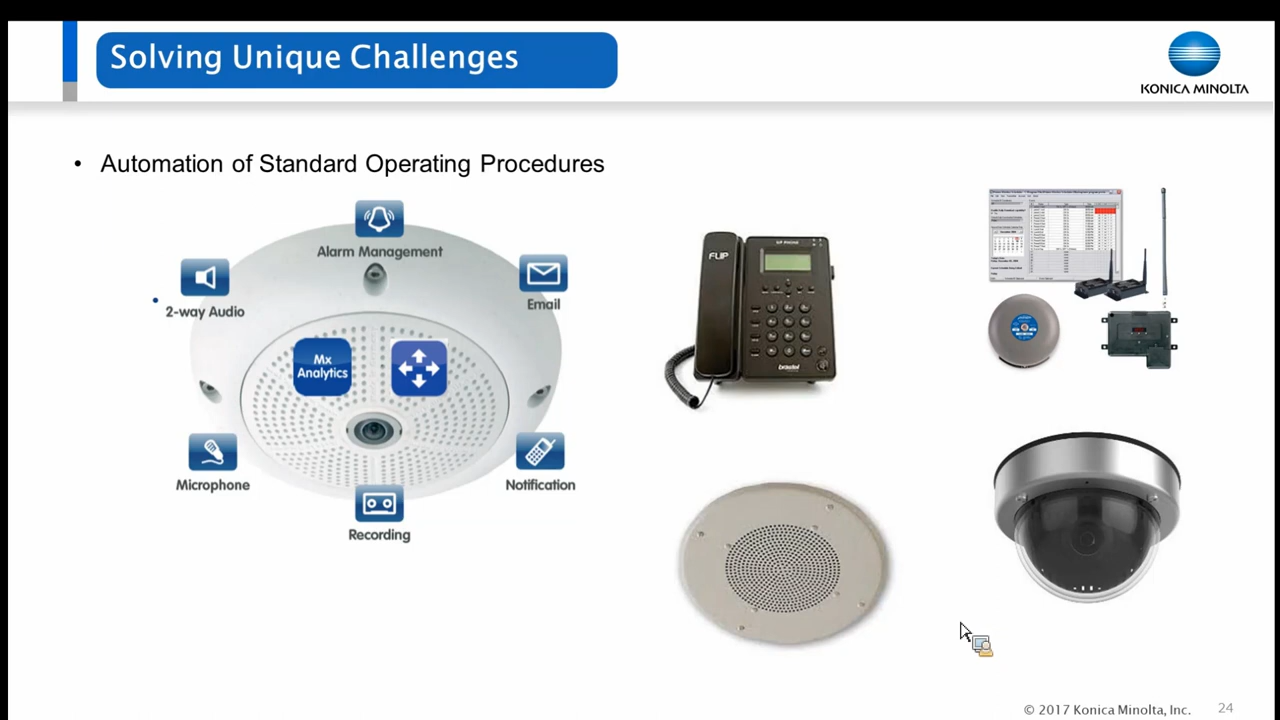 Solving Unique Challenges
KONICA MINOLTA
• Automation of Standard Operating Procedures
Alarm Management
2-way Audio
Email
Mx
Analytics
Microphone
Notification
Recording
FLIP
© 2017 Konica Minolta, Inc.
24